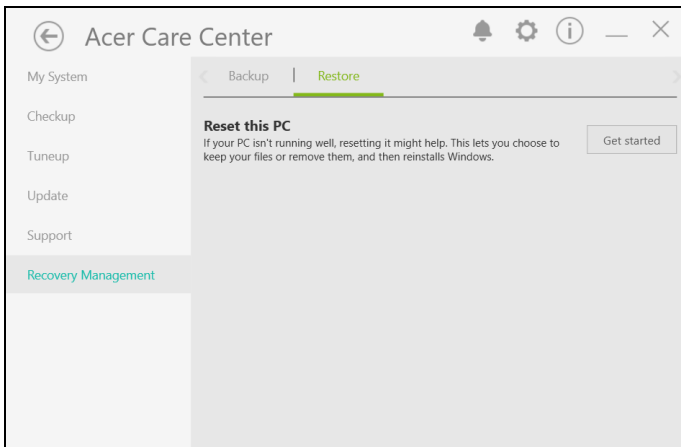 Acer Care Center
My System
Checkup
Tuneup
Update
Support
Recovery Management
Backup | Restore
Reset this PC
If your PC isn't running well, resetting it might help. This lets you choose to
keep your files or remove them, and then reinstalls Windows.
Get started